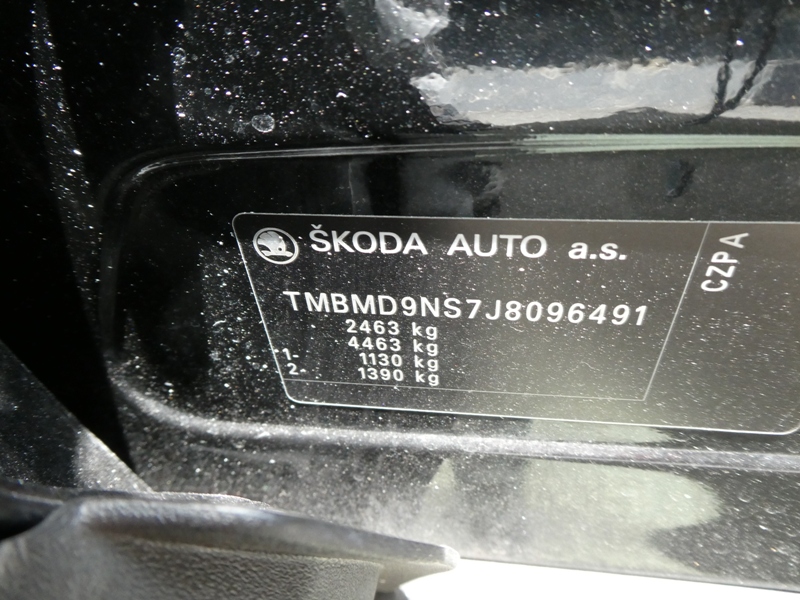 ŠKODA AUTO a.s.
CZPA
TMBMD9NS7J8096491
2463 kg
4463 kg
1- 1130 kg
2- 1390 kg